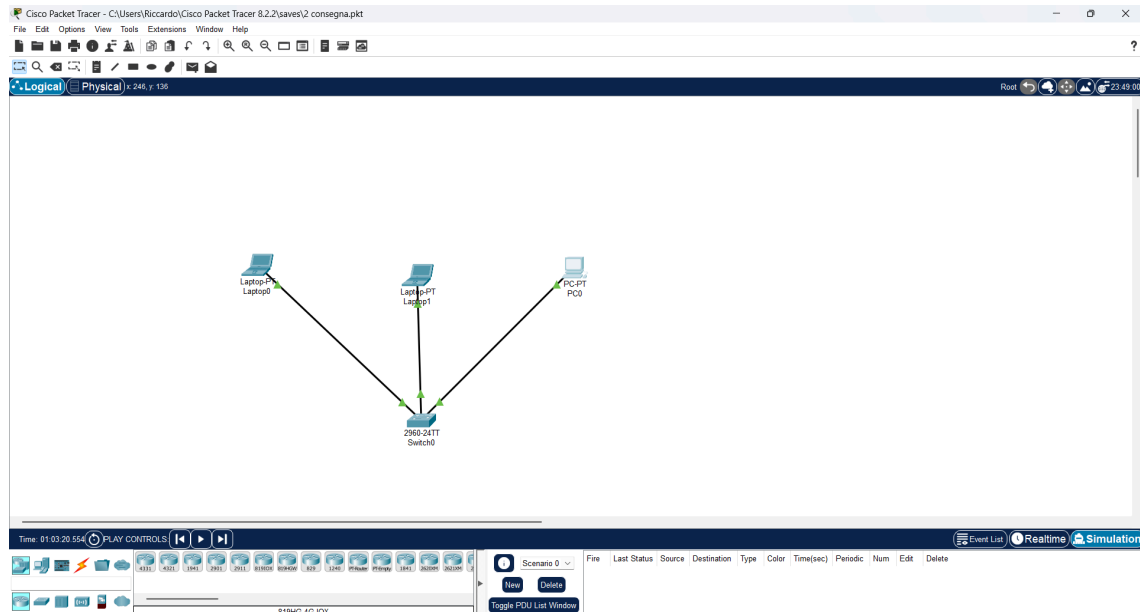 Cisco Packet Tracer - C:\Users\Riccardo\Cisco Packet Tracer 8.2.2\saves\2 consegna.pkt
File Edit Options View Tools Extensions Window Help
?
Logical Physical x: 246, y: 136 Root 23:49:00
Laptop-PT
Laptop0
Laptop-PT
Laptop1
PC-PT
PC0
2960-24TT
Switch0
Time: 01:03:20.554 PLAY CONTROLS: Event List Realtime Simulation
4331 4321 1941 2901 2911 819IOX 819HGW 829 1240 PT-Router PT-Empty 1841 2620XM 2621XM 2
Scenario 0 Fire Last Status Source Destination Type Color Time(sec) Periodic Num Edit Delete
New Delete
Toggle PDU List Window
819HG-4G-IOX